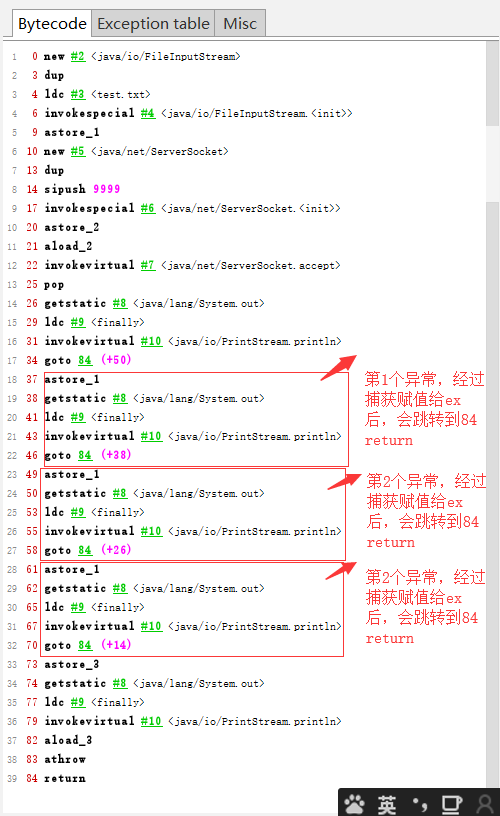 Bytecode Exception table Misc
1 0 new #2 <java/io/FileInputStream>
2 3 dup
3 4 ldc #3 <test.txt>
4 6 invokespecial #4 <java/io/FileInputStream.<init>>
5 9 astore_1
6 10 new #5 <java/net/ServerSocket>
7 13 dup
8 14 sipush 9999
9 17 invokespecial #6 <java/net/ServerSocket.<init>>
10 20 astore_2
11 21 aload_2
12 22 invokevirtual #7 <java/net/ServerSocket.accept>
13 25 pop
14 26 getstatic #8 <java/lang/System.out>
15 29 ldc #9 <finally>
16 31 invokevirtual #10 <java/io/PrintStream.println>
17 34 goto 84 (+50)
18 37 astore_1
19 38 getstatic #8 <java/lang/System.out>
20 41 ldc #9 <finally>
21 43 invokevirtual #10 <java/io/PrintStream.println>
22 46 goto 84 (+38)
第1个异常，经过
捕获赋值给ex
后，会跳转到84
return
23 49 astore_1
24 50 getstatic #8 <java/lang/System.out>
25 53 ldc #9 <finally>
26 55 invokevirtual #10 <java/io/PrintStream.println>
27 58 goto 84 (+26)
第2个异常，经过
捕获赋值给ex
后，会跳转到84
return
28 61 astore_1
29 62 getstatic #8 <java/lang/System.out>
30 65 ldc #9 <finally>
31 67 invokevirtual #10 <java/io/PrintStream.println>
32 70 goto 84 (+14)
第2个异常，经过
捕获赋值给ex
后，会跳转到84
return
33 73 astore_3
34 74 getstatic #8 <java/lang/System.out>
35 77 ldc #9 <finally>
36 79 invokevirtual #10 <java/io/PrintStream.println>
37 82 aload_3
38 83 athrow
39 84 return
英